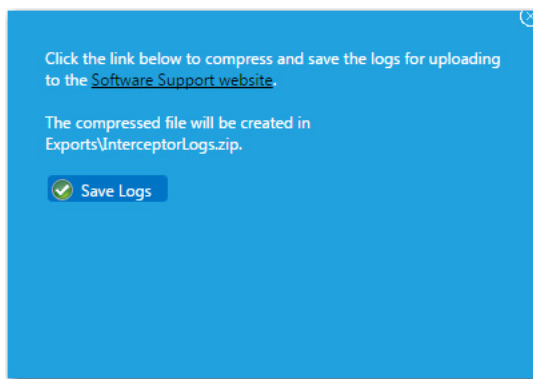 Click the link below to compress and save the logs for uploading
to the Software Support website.
The compressed file will be created in
Exports\InterceptorLogs.zip.
Save Logs